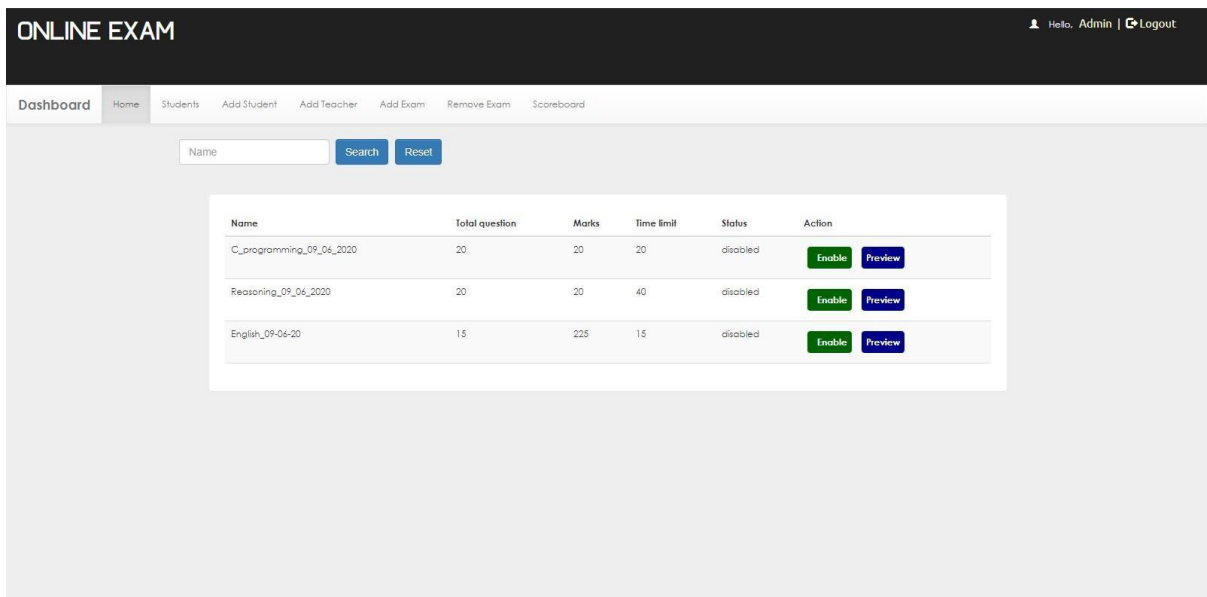 ONLINE EXAM
Hello, Admin | Logout
Dashboard Home Students Add Student Add Teacher Add Exam Remove Exam Scoreboard
Name Search Reset
Name Total question Marks Time limit Status Action
C_programming_09_06_2020 20 20 20 disabled Enable Preview
Reasoning_09_06_2020 20 20 40 disabled Enable Preview
English_09-06-20 15 225 15 disabled Enable Preview